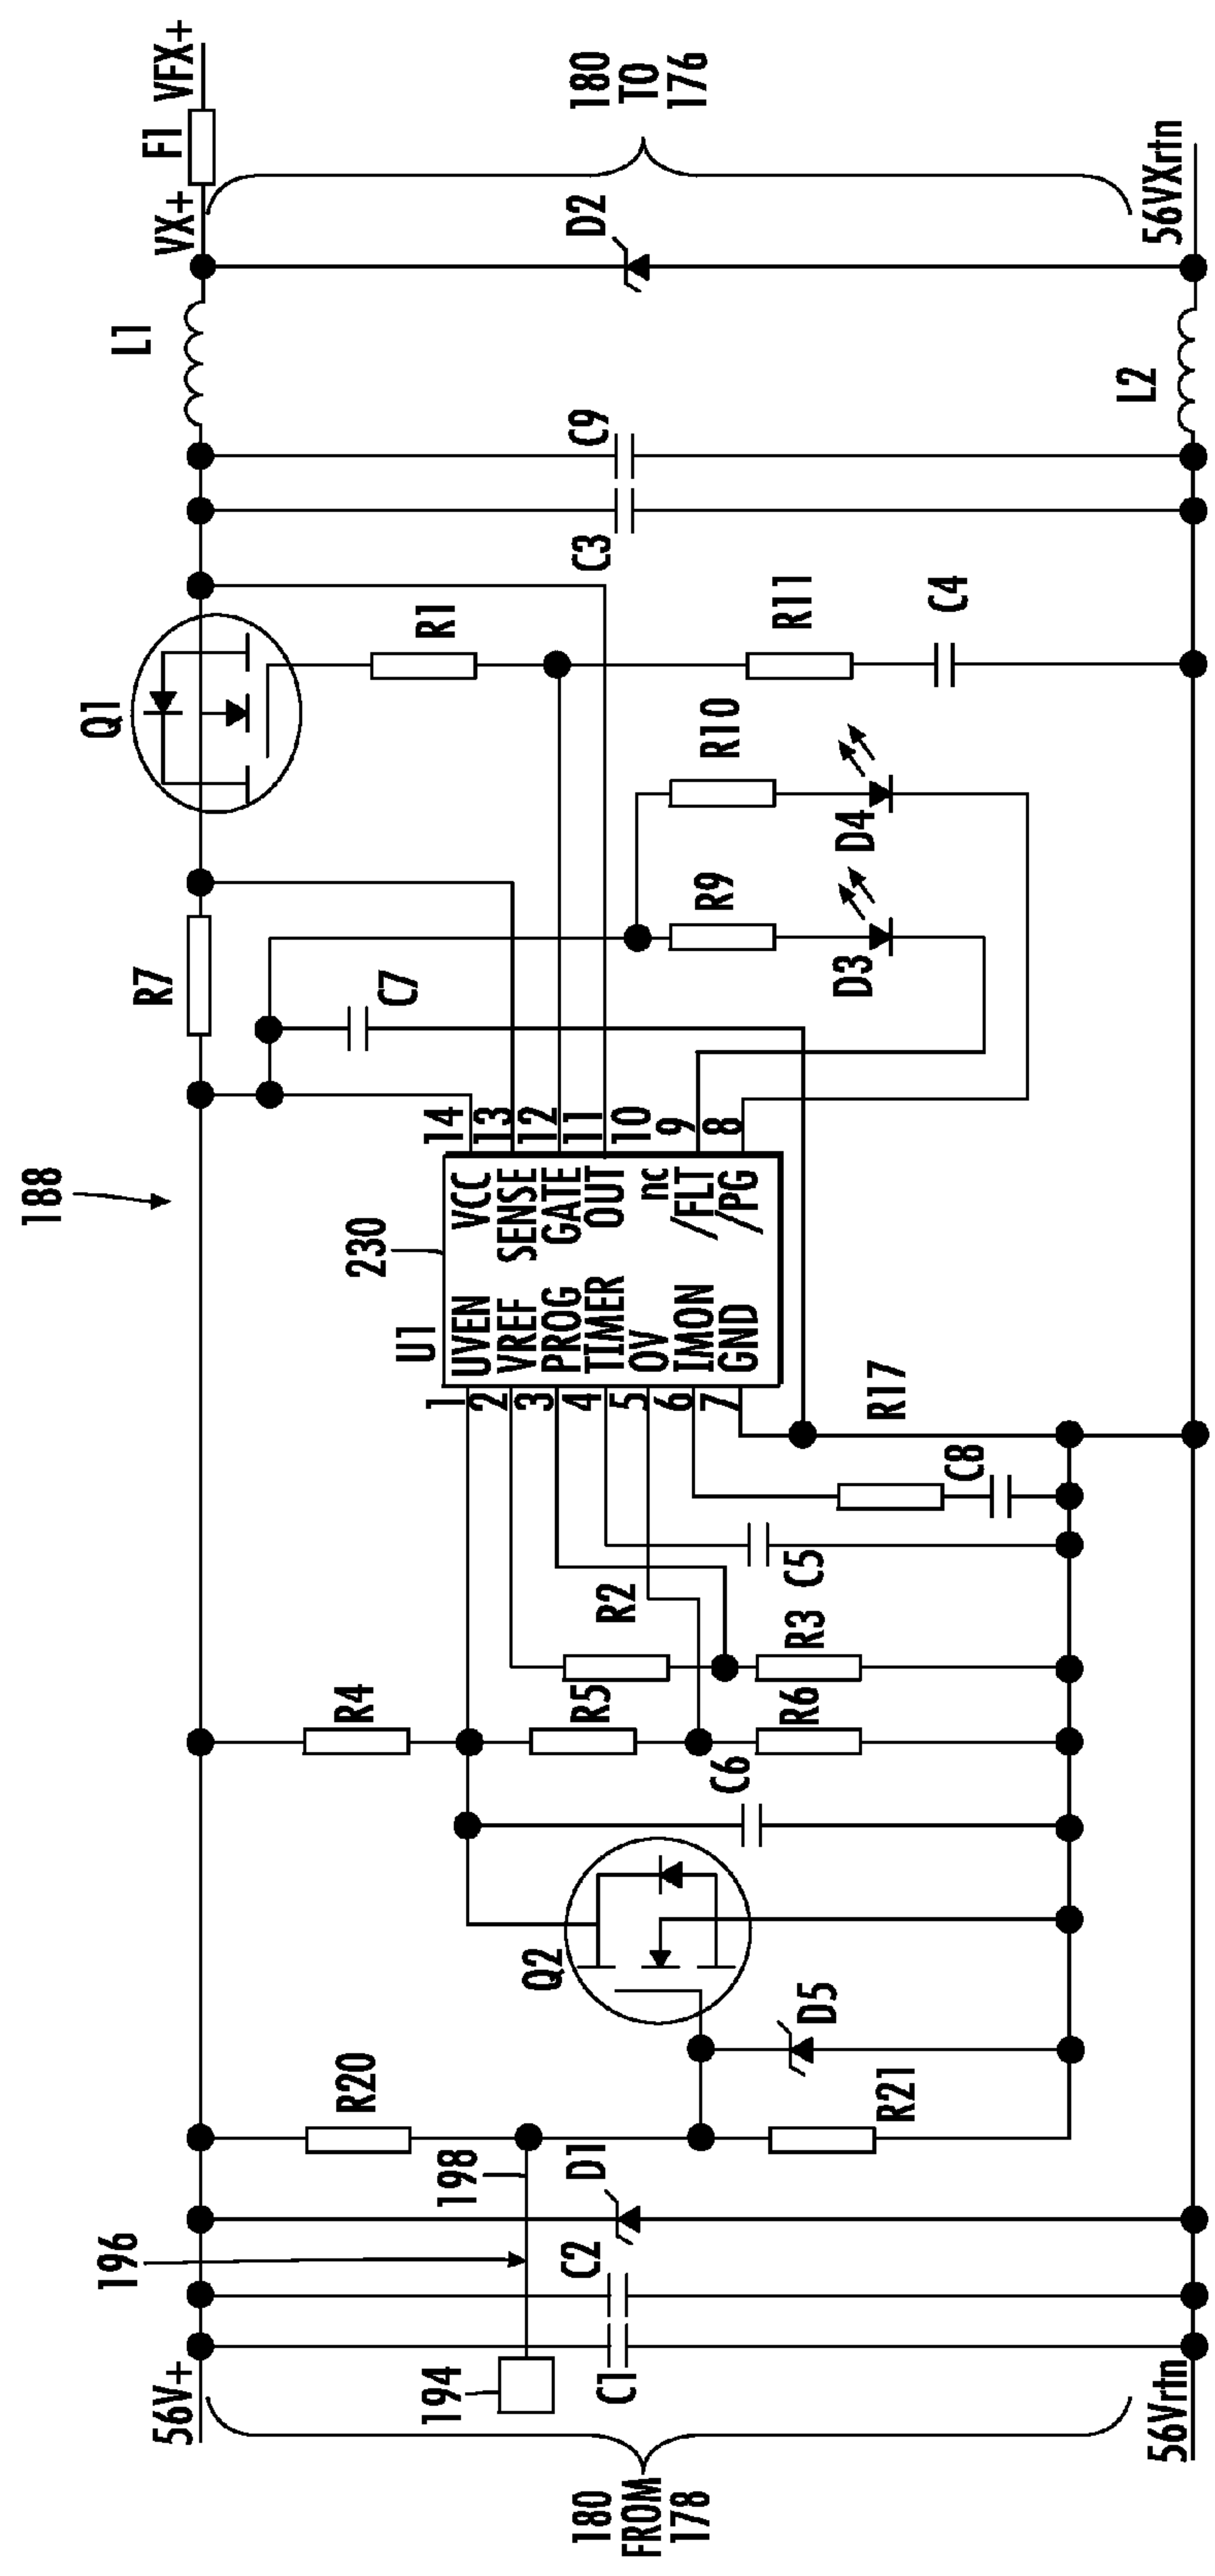 188
56V+
R7
Q1
L1
VX+
F1
VFX+
196
R20
R4
230
U1
C7
R1
194
198
Q2
R5
R2
1 UVEN VCC 14
2 VREF SENSE 13
3 PROG GATE 12
4 TIMER OUT 11
5 OV nc 10
6 IMON /FLT 9
7 GND /PG 8
C3
C9
D2
180
FROM
178
180
TO
176
C1
C2
D1
C6
R6
R3
C5
R9
R10
R11
D5
R21
C8
R17
D3
D4
C4
L2
56Vrtn
56VXrtn